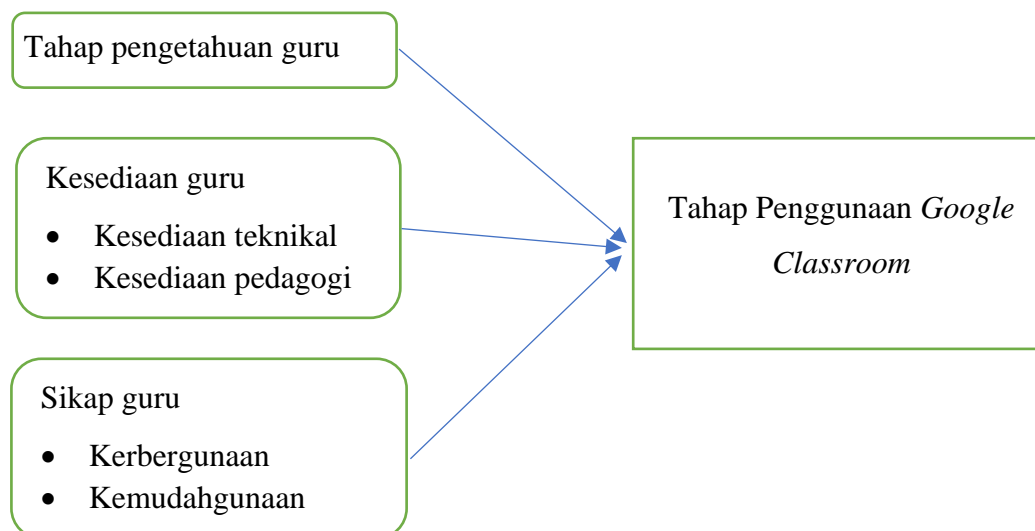 Tahap pengetahuan guru
Kesediaan guru
• Kesediaan teknikal
• Kesediaan pedagogi
Sikap guru
• Kerbergunaan
• Kemudahgunaan
Tahap Penggunaan Google
Classroom